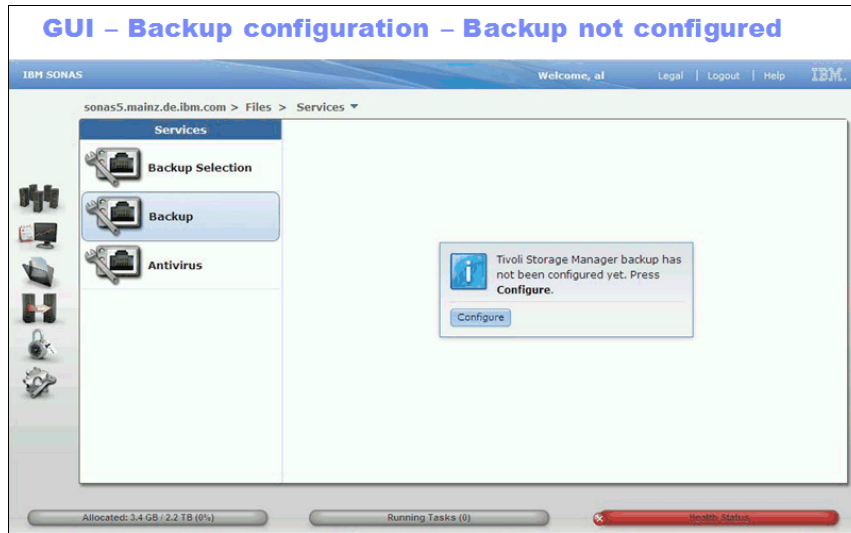 GUI – Backup configuration – Backup not configured
IBM SONAS
Welcome, al
Legal | Logout | Help
IBM.
sonas5.mainz.de.ibm.com > Files > Services
Services
Backup Selection
Backup
Antivirus
Tivoli Storage Manager backup has
not been configured yet. Press
Configure.
Configure
Allocated: 3.4 GB / 2.2 TB (0%)
Running Tasks (0)
Health Status